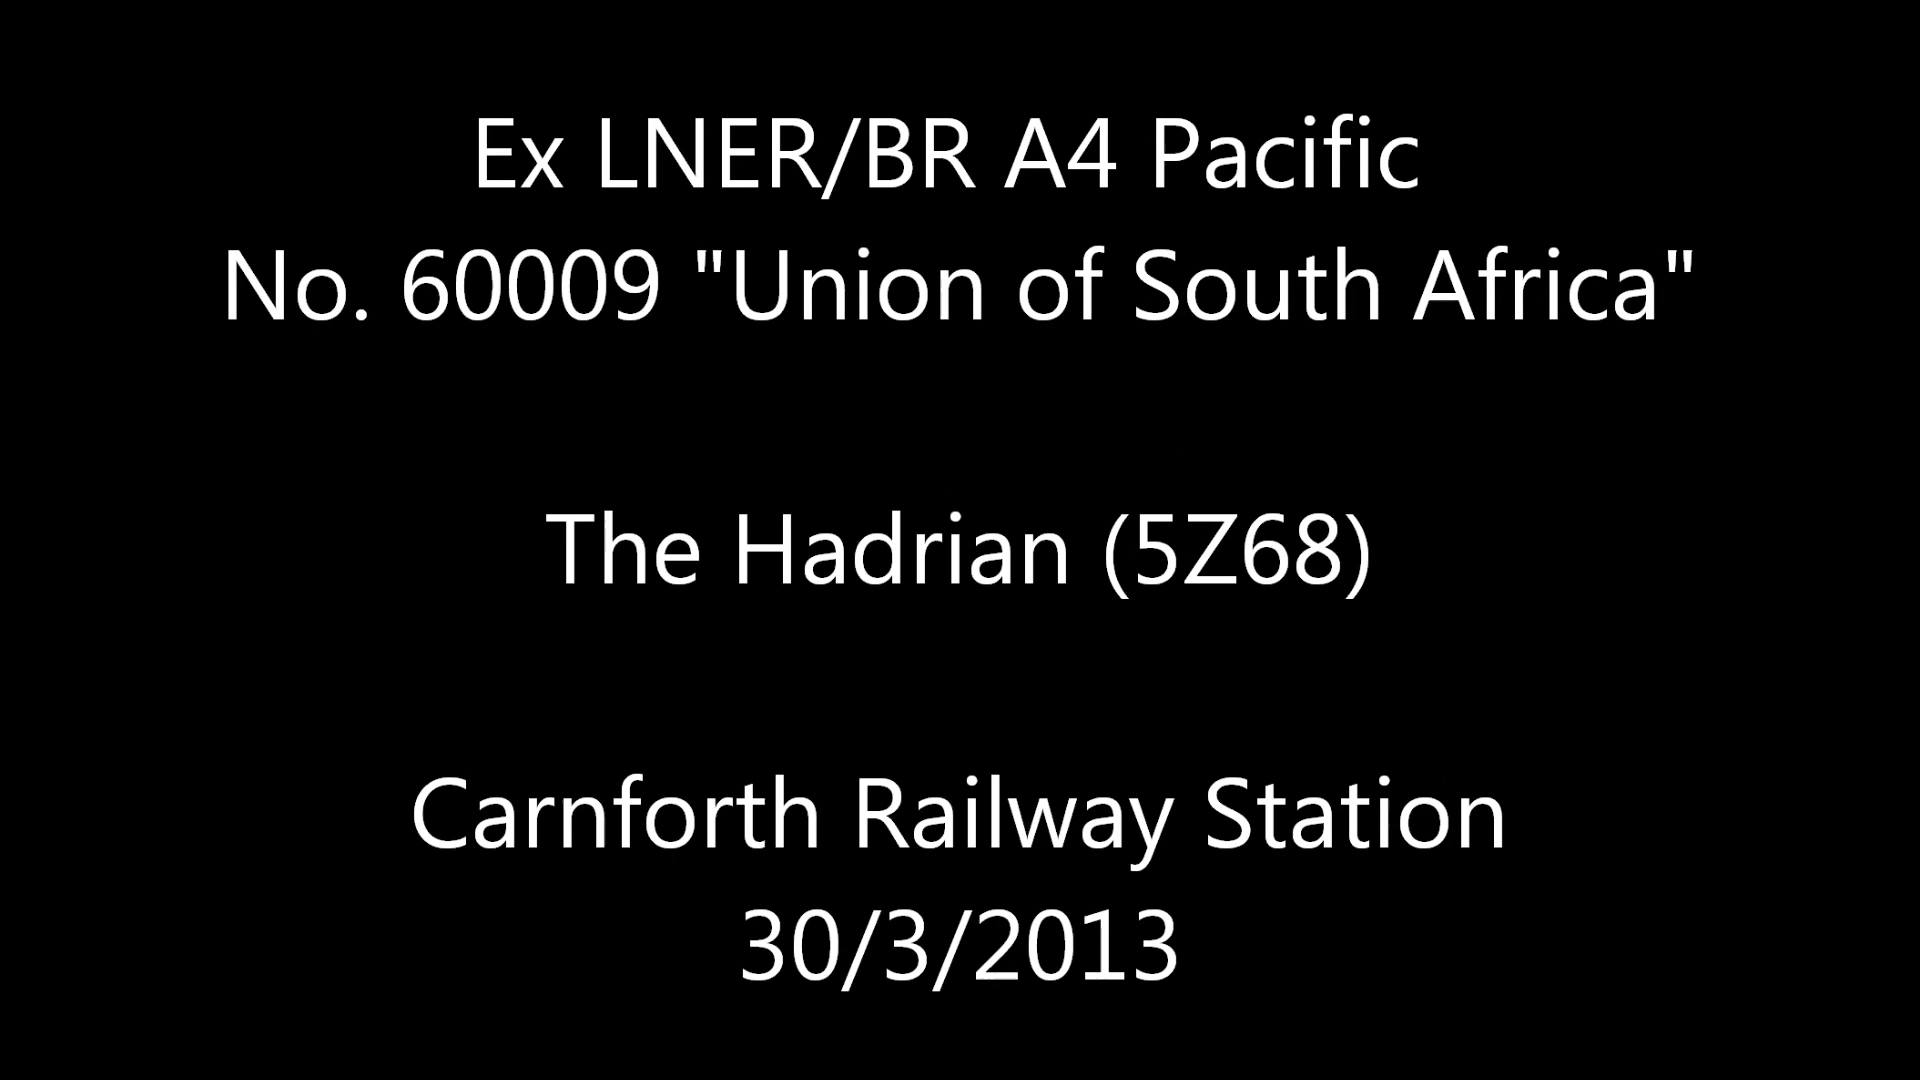 Ex LNER/BR A4 Pacific
No. 60009 "Union of South Africa"
The Hadrian (5Z68)
Carnforth Railway Station
30/3/2013